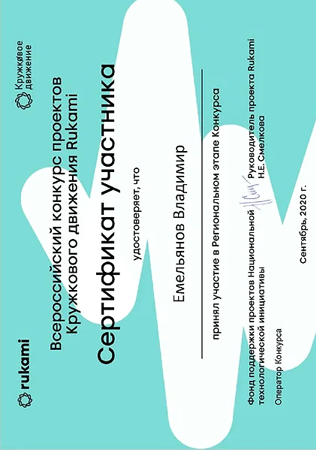 rukami
Кружковое
движение
Всероссийский конкурс проектов
Кружкового движения Rukami
Сертификат участника
удостоверяет, что
Емельянов Владимир
принял участие в Региональном этапе Конкурса
Фонд поддержки проектов Национальной
технологической инициативы
Оператор Конкурса
Руководитель проекта Rukami
Н.Е. Смелкова
Сентябрь, 2020 г.